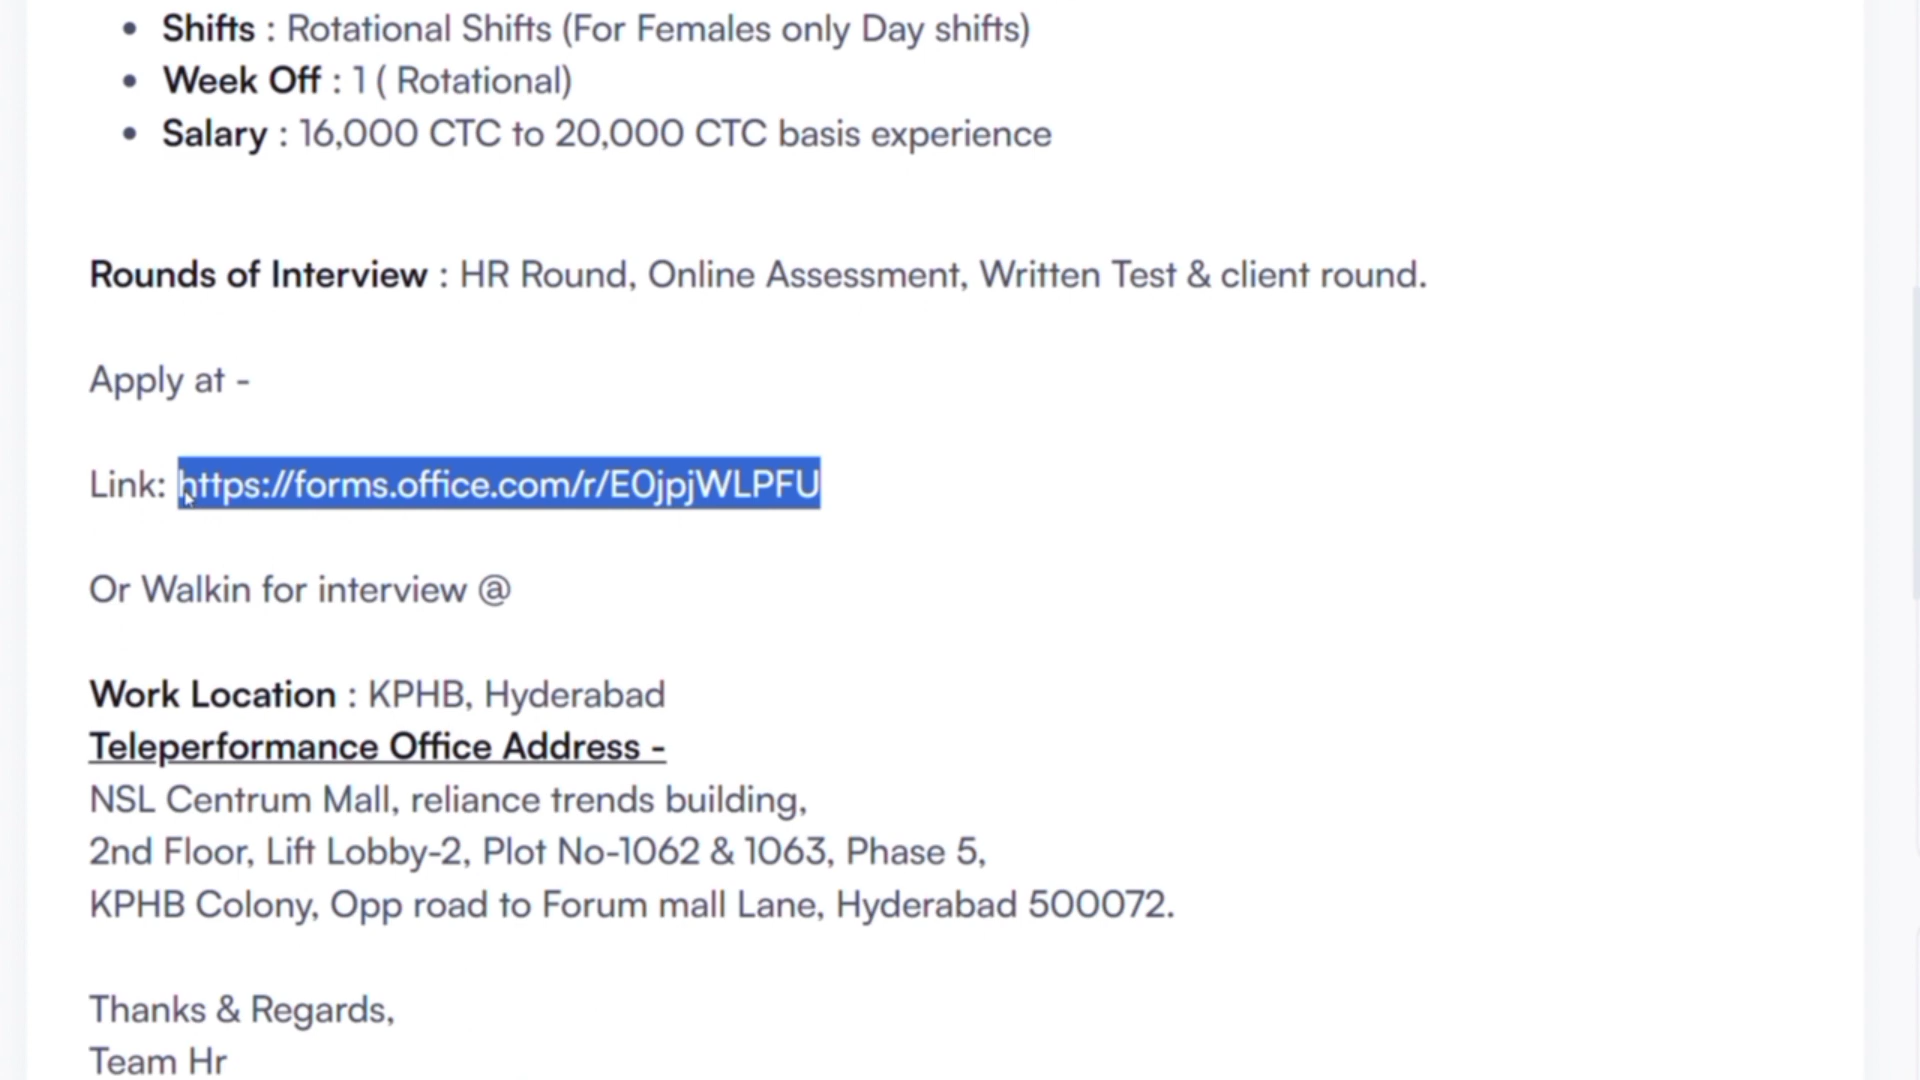 • Shifts : Rotational Shifts (For Females only Day shifts)
• Week Off : 1 ( Rotational)
• Salary : 16,000 CTC to 20,000 CTC basis experience
Rounds of Interview : HR Round, Online Assessment, Written Test & client round.
Apply at -
Link: https://forms.office.com/r/E0jpjWLPFU
Or Walkin for interview @
Work Location : KPHB, Hyderabad
Teleperformance Office Address -
NSL Centrum Mall, reliance trends building,
2nd Floor, Lift Lobby-2, Plot No-1062 & 1063, Phase 5,
KPHB Colony, Opp road to Forum mall Lane, Hyderabad 500072.
Thanks & Regards,
Team Hr